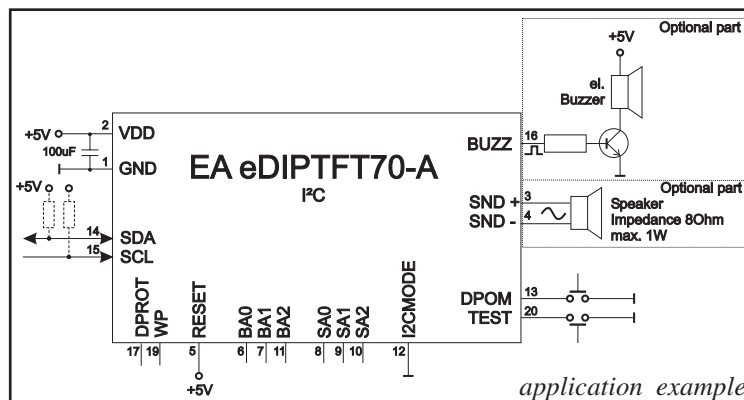 Optional part
+5V
el.
Buzzer
2
+5V
VDD
100uF
1
GND
EA eDIPTFT70-A
I²C
BUZZ
16
Optional part
SND +
3
SND -
4
Speaker
Impedance 8Ohm
max. 1W
+5V
14
SDA
15
SCL
DPOM
13
TEST
20
DPROT
WP
RESET
BA0
BA1
BA2
SA0
SA1
SA2
I2CMODE
17
19
5
6
7
11
8
9
10
12
+5V
application example